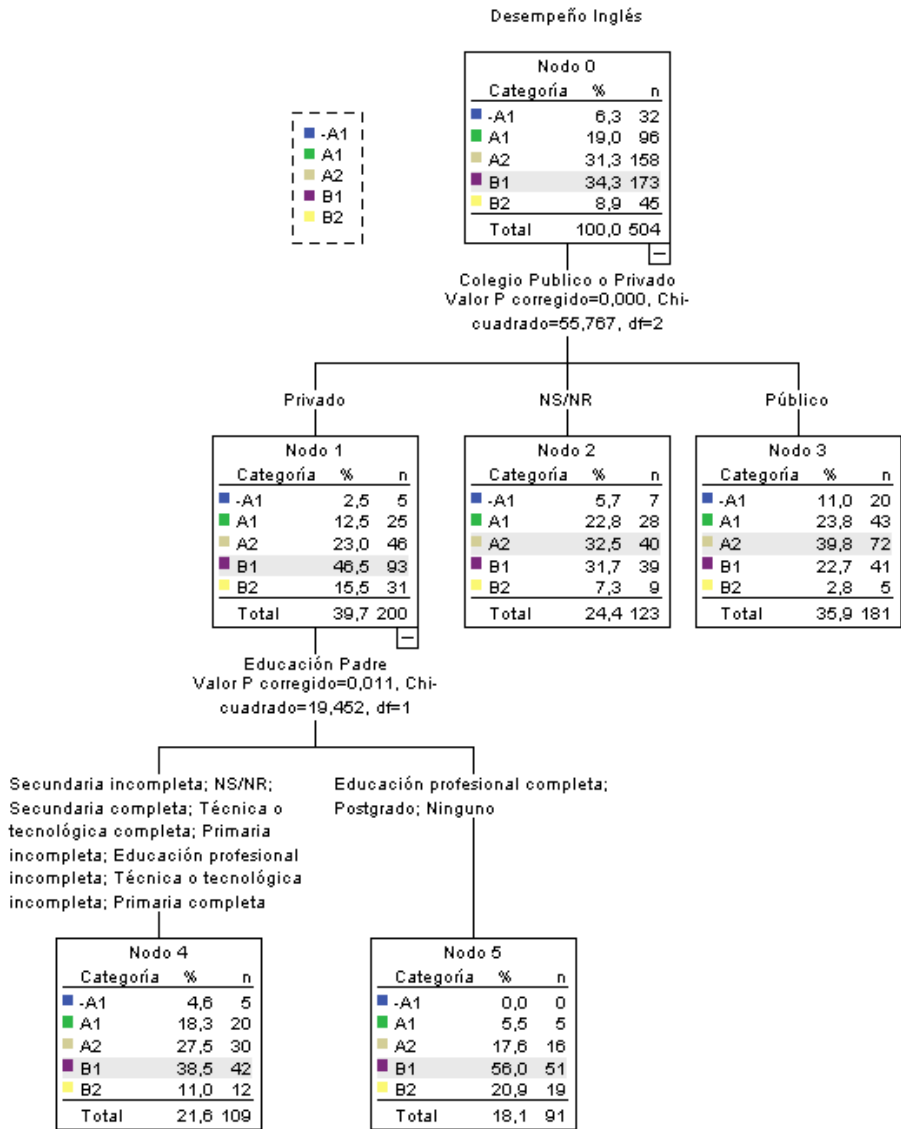 Desempeño Inglés
-A1
A1
A2
B1
B2
Nodo 0
Categoría % n
-A1 6,3 32
A1 19,0 96
A2 31,3 158
B1 34,3 173
B2 8,9 45
Total 100,0 504
Colegio Publico o Privado
Valor P corregido=0,000, Chi-
cuadrado=55,767, df=2
Privado
NS/NR
Público
Nodo 1
Categoría % n
-A1 2,5 5
A1 12,5 25
A2 23,0 46
B1 46,5 93
B2 15,5 31
Total 39,7 200
Nodo 2
Categoría % n
-A1 5,7 7
A1 22,8 28
A2 32,5 40
B1 31,7 39
B2 7,3 9
Total 24,4 123
Nodo 3
Categoría % n
-A1 11,0 20
A1 23,8 43
A2 39,8 72
B1 22,7 41
B2 2,8 5
Total 35,9 181
Educación Padre
Valor P corregido=0,011, Chi-
cuadrado=19,452, df=1
Secundaria incompleta; NS/NR;
Secundaria completa; Técnica o
tecnológica completa; Primaria
incompleta; Educación profesional
incompleta; Técnica o tecnológica
incompleta; Primaria completa
Educación profesional completa;
Postgrado; Ninguno
Nodo 4
Categoría % n
-A1 4,6 5
A1 18,3 20
A2 27,5 30
B1 38,5 42
B2 11,0 12
Total 21,6 109
Nodo 5
Categoría % n
-A1 0,0 0
A1 5,5 5
A2 17,6 16
B1 56,0 51
B2 20,9 19
Total 18,1 91